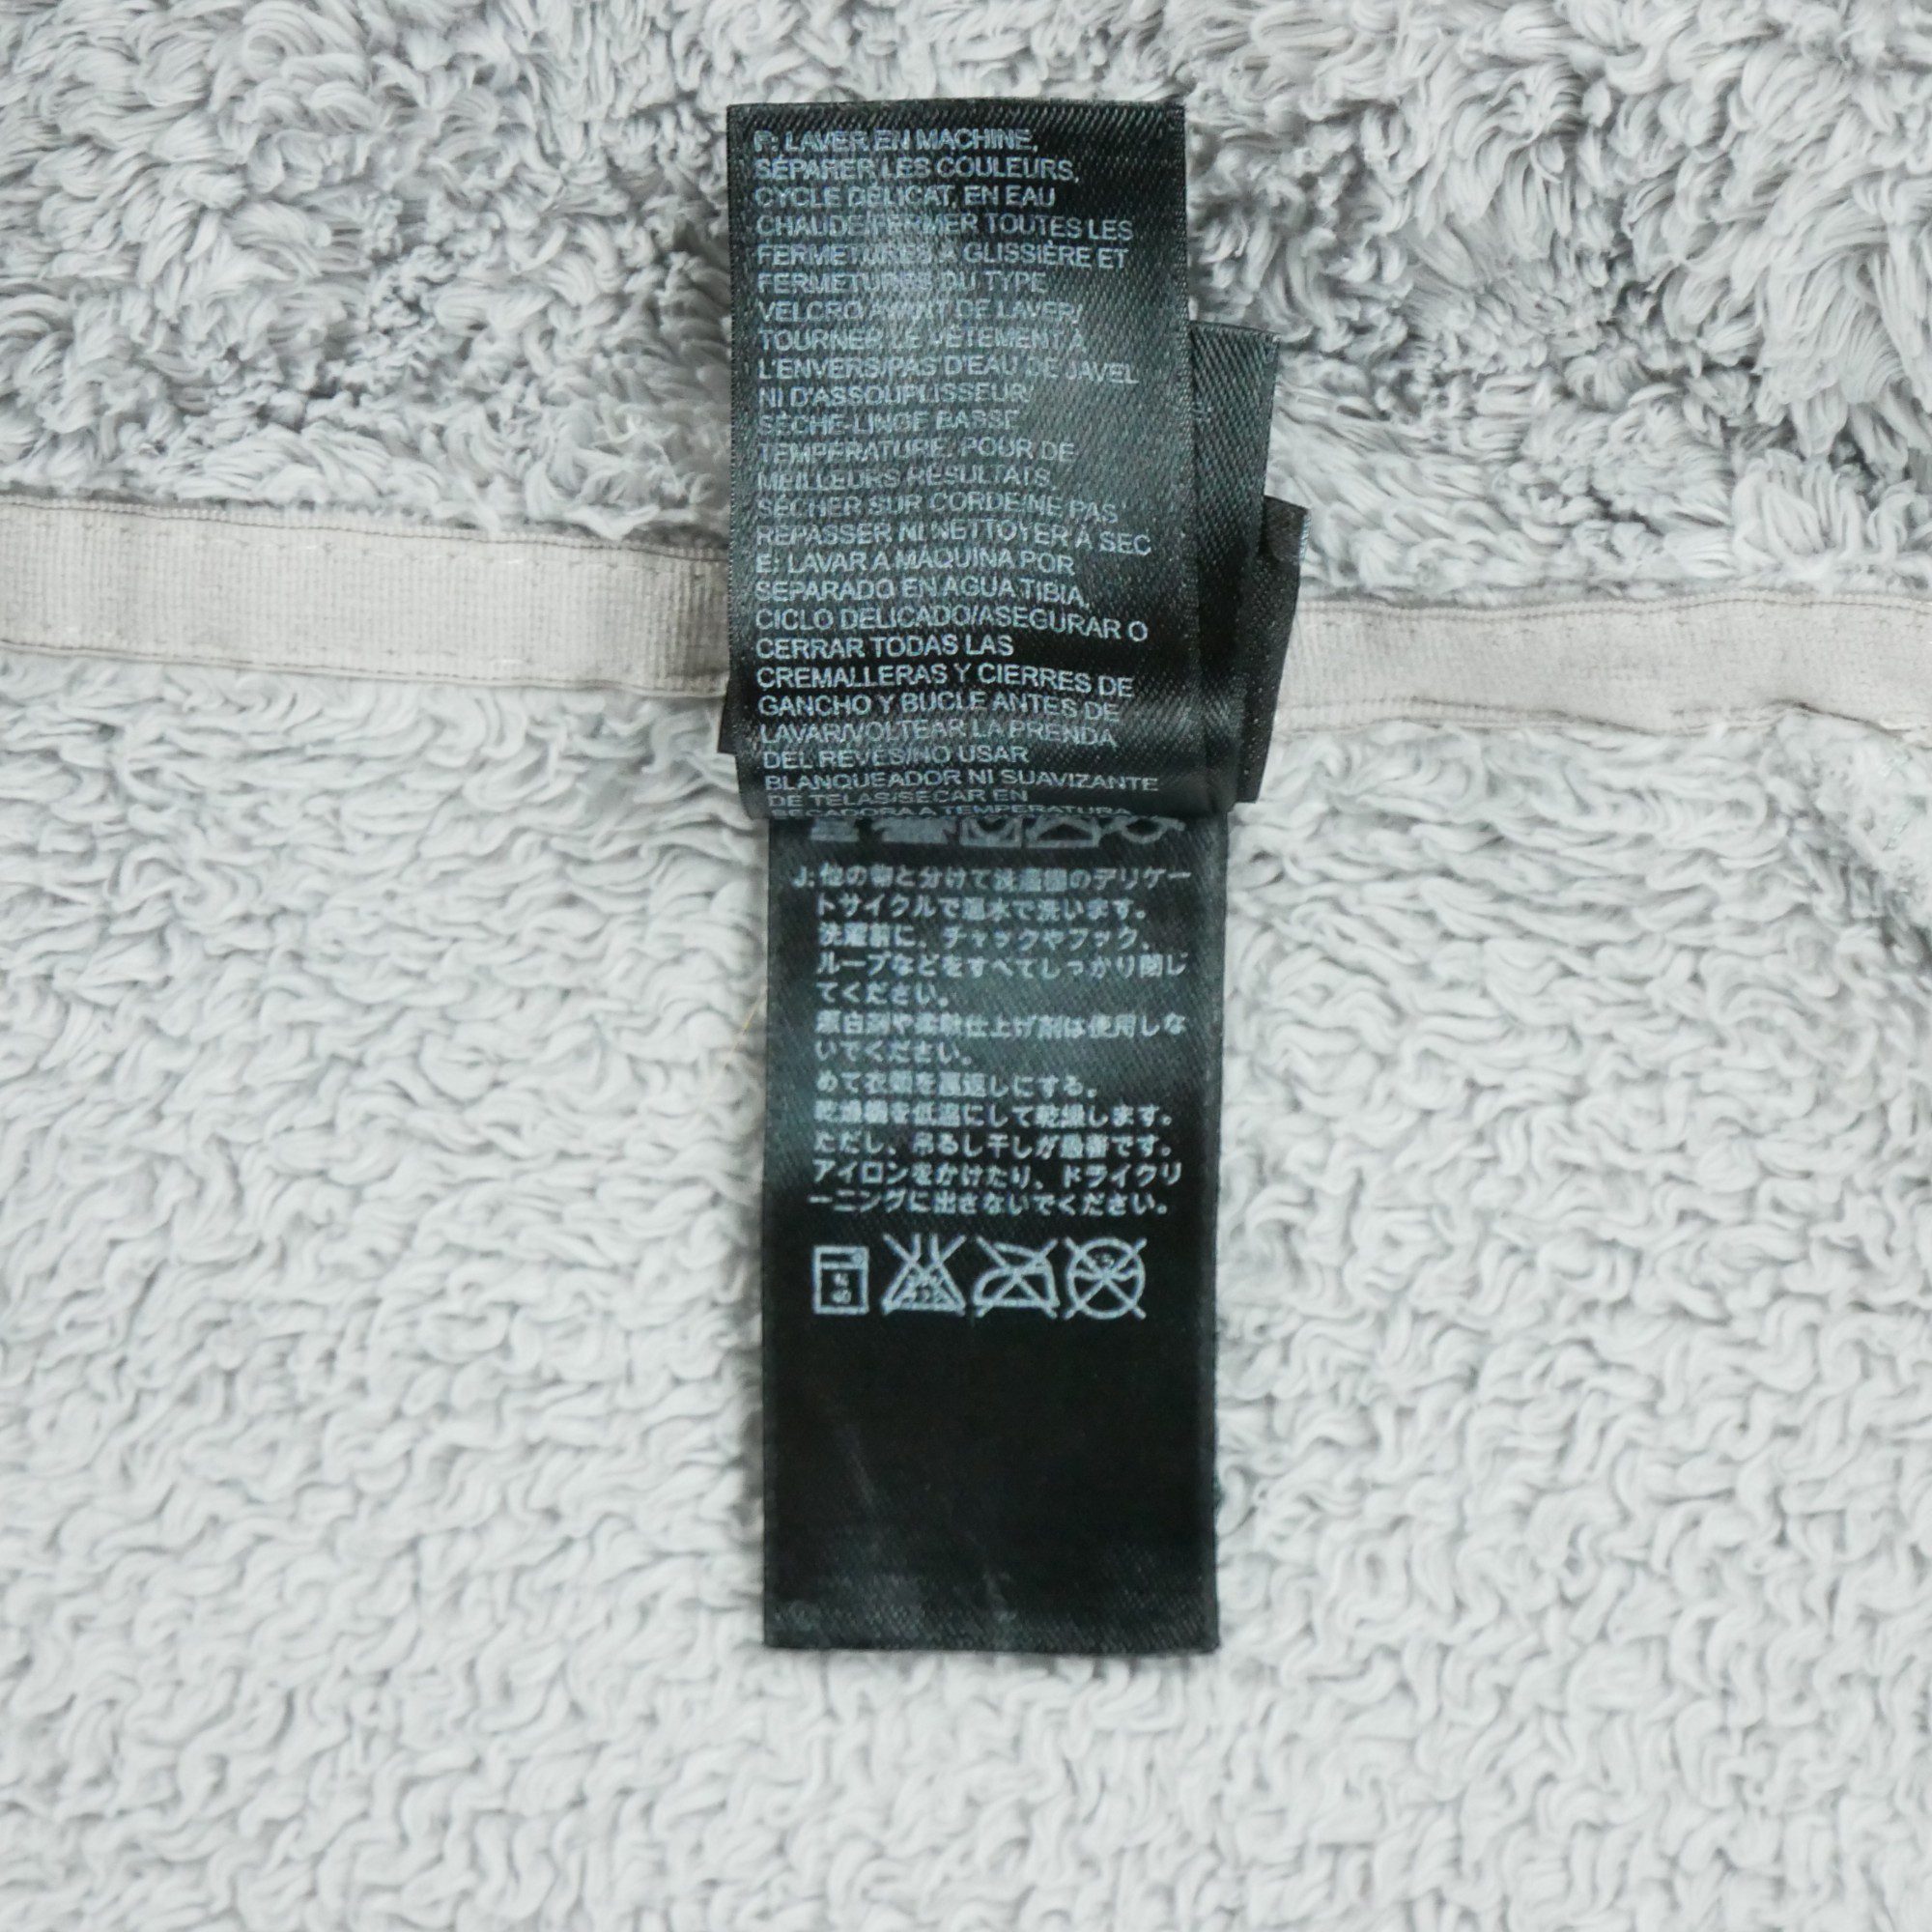 F: LAVER EN MACHINE,
SÉPARER LES COULEURS,
CYCLE DÉLICAT, EN EAU
CHAUDE/FERMER TOUTES LES
FERMETURES À GLISSIÈRE ET
FERMETURES DU TYPE
VELCRO AVANT DE LAVER/
TOURNER LE VÊTEMENT À
L'ENVERS/PAS D'EAU DE JAVEL
NI D'ASSOUPLISSEUR/
SÈCHE-LINGE BASSE
TEMPÉRATURE. POUR DE
MEILLEURS RÉSULTATS,
SÉCHER SUR CORDE/NE PAS
REPASSER NI NETTOYER A SEC
E: LAVAR A MÁQUINA POR
SEPARADO EN AGUA TIBIA,
CICLO DELICADO/ASEGURAR O
CERRAR TODAS LAS
CREMALLERAS Y CIERRES DE
GANCHO Y BUCLE ANTES DE
LAVAR/VOLTEAR LA PRENDA
DEL REVÉS/NO USAR
BLANQUEADOR NI SUAVIZANTE
DE TELAS/SECAR EN
SECADORA A TEMPERATURA
J: 他の物と分けて洗濯機のデリケー
トサイクルで温水で洗います。
洗濯前に、チャックやフック、
ループなどをすべてしっかり閉じ
てください。
漂白剤や柔軟仕上げ剤は使用しな
いでください。
めて衣類を裏返しにする。
乾燥機を低温にして乾燥します。
ただし、吊るし干しが最善です。
アイロンをかけたり、ドライクリ
ーニングに出さないでください。